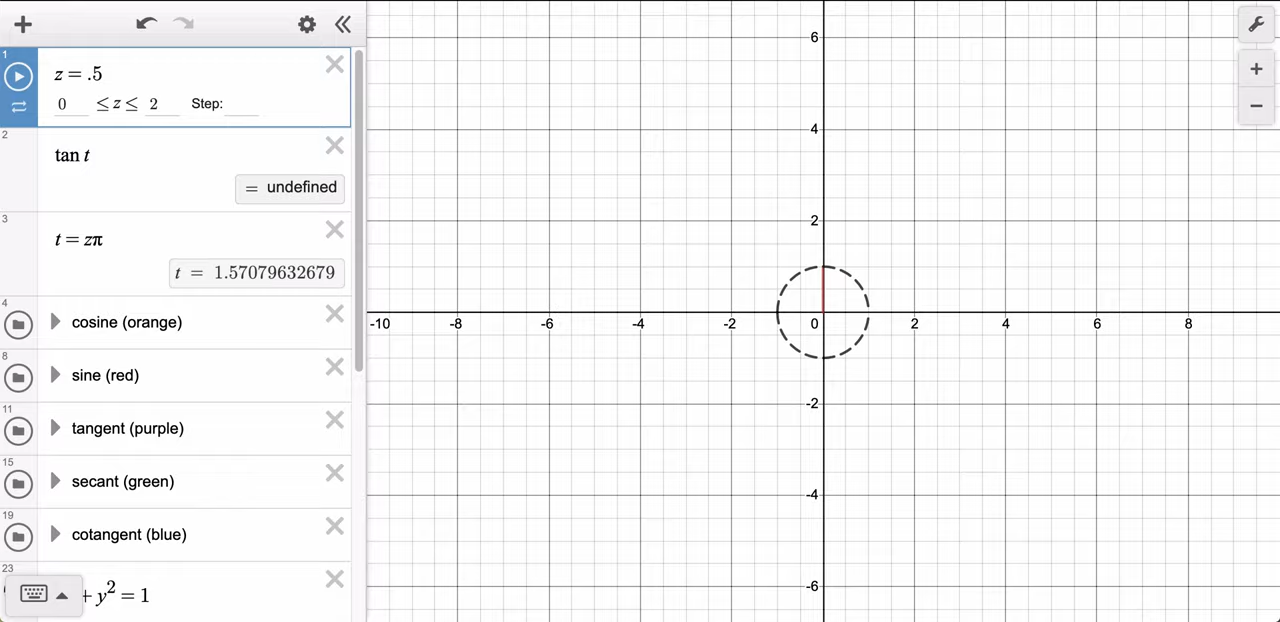 1
z = .5
0 ≤ z ≤ 2 Step:
2
tan t
= undefined
3
t = zπ
t = 1.57079632679
4
cosine (orange)
8
sine (red)
11
tangent (purple)
15
secant (green)
19
cotangent (blue)
23
+ y² = 1
6
4
2
-10 -8 -6 -4 -2 0 2 4 6 8
-2
-4
-6